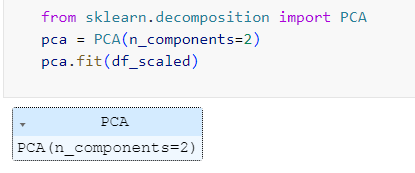 from sklearn.decomposition import PCA
pca = PCA(n_components=2)
pca.fit(df_scaled)
PCA
PCA(n_components=2)